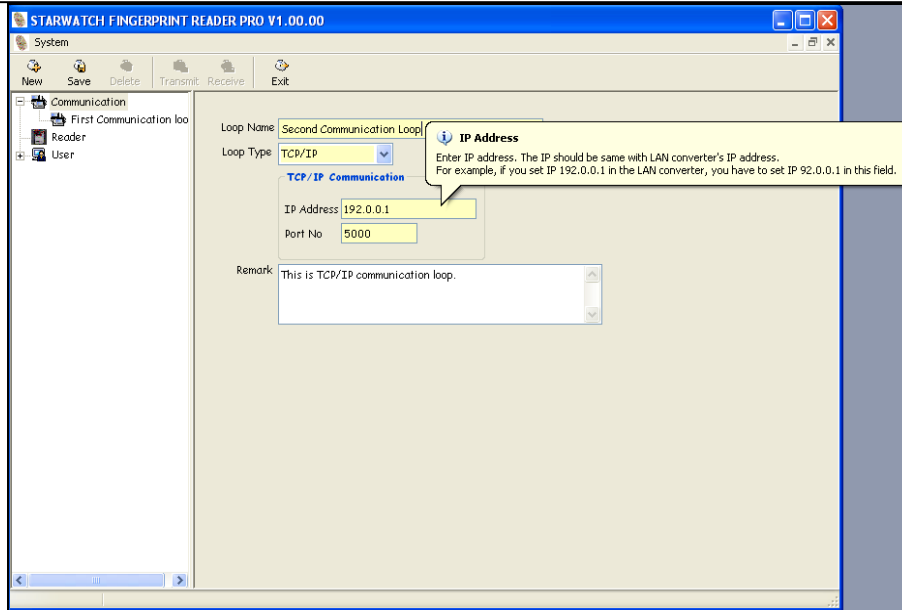 STARWATCH FINGERPRINT READER PRO V1.00.00
System
New Save Delete Transmit Receive Exit
Communication
First Communication loo
Reader
User
Loop Name Second Communication Loop
Loop Type TCP/IP
IP Address
Enter IP address. The IP should be same with LAN converter's IP address.
For example, if you set IP 192.0.0.1 in the LAN converter, you have to set IP 92.0.0.1 in this field.
TCP/IP Communication
IP Address 192.0.0.1
Port No 5000
Remark This is TCP/IP communication loop.